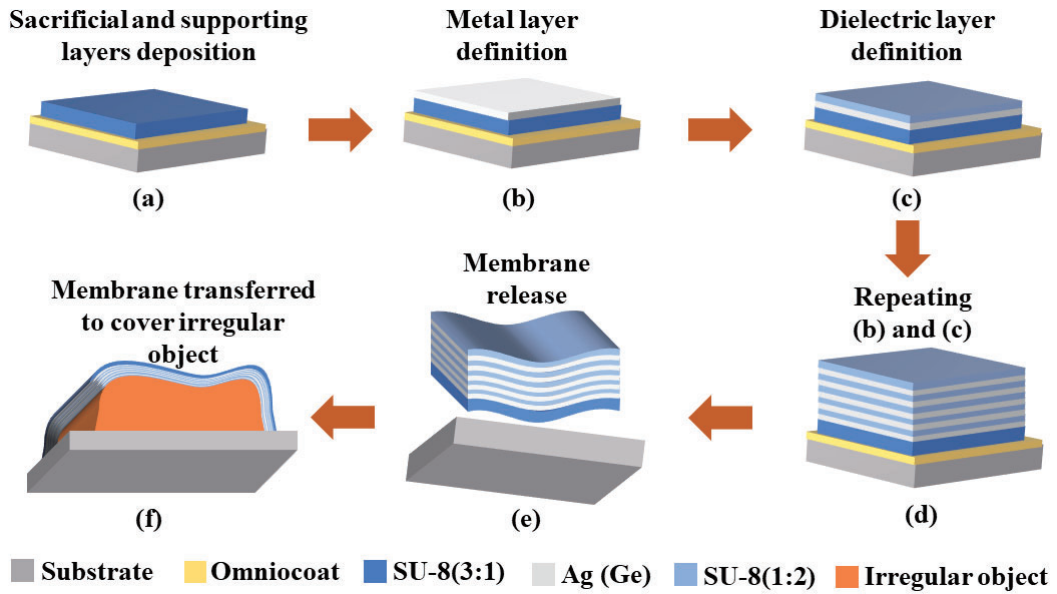 Sacrificial and supporting
layers deposition
Metal layer
definition
Dielectric layer
definition
(a)
(b)
(c)
Repeating
(b) and (c)
(d)
Membrane
release
(e)
Membrane transferred
to cover irregular
object
(f)
Substrate
Omniocoat
SU-8(3:1)
Ag (Ge)
SU-8(1:2)
Irregular object